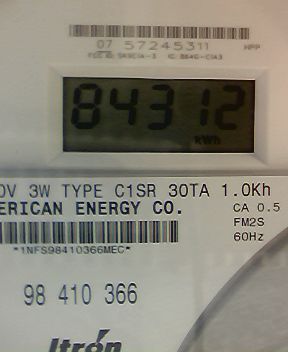 07 57245311
84312
kWh
0V 3W TYPE C1SR 30TA 1.0Kh
ERICAN ENERGY CO.
CA 0.5
FM2S
60Hz
*1NFS98410366MEC*
98 410 366
Itrón